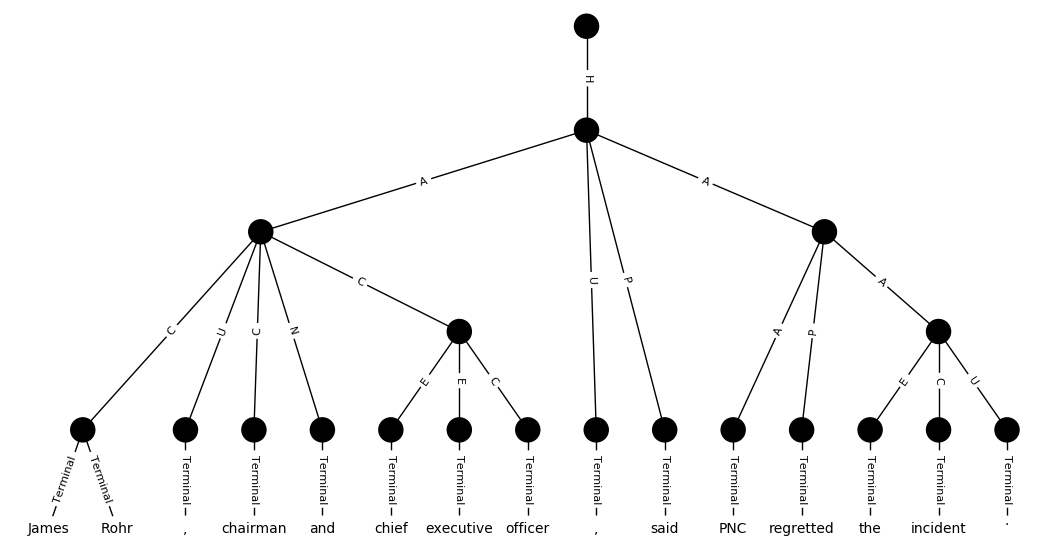 H
A A
C U C N C U P A P A
E E C E C U
Terminal Terminal Terminal Terminal Terminal Terminal Terminal Terminal Terminal Terminal Terminal Terminal Terminal Terminal Terminal
James Rohr , chairman and chief executive officer , said PNC regretted the incident .